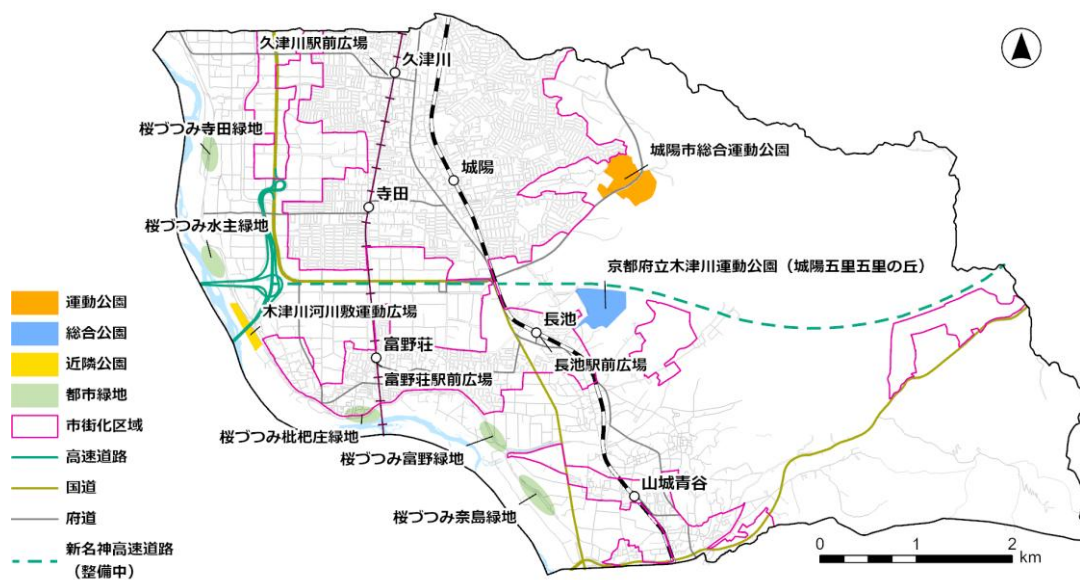 久津川駅前広場
久津川
桜づつみ寺田緑地
城陽市総合運動公園
城陽
寺田
桜づつみ水主緑地
京都府立木津川運動公園（城陽五里五里の丘）
木津川河川敷運動広場
長池
富野荘
長池駅前広場
富野荘駅前広場
桜づつみ枇杷庄緑地
桜づつみ富野緑地
山城青谷
桜づつみ奈島緑地
運動公園
総合公園
近隣公園
都市緑地
市街化区域
高速道路
国道
府道
新名神高速道路
（整備中）
0 1 2
km